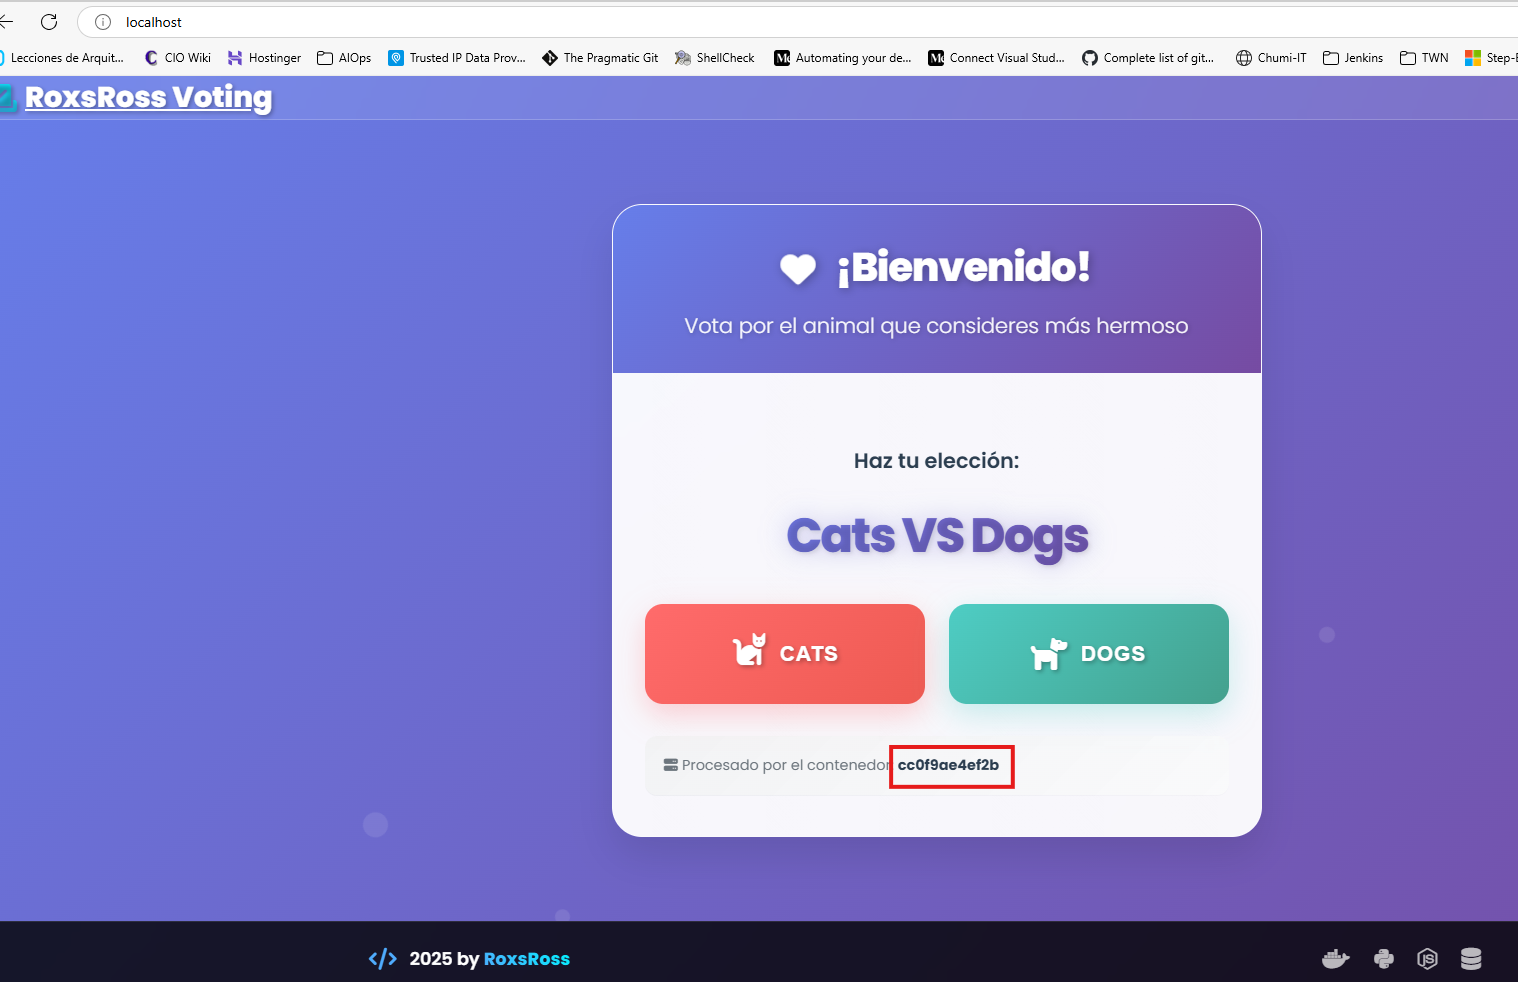 localhost
Lecciones de Arquit...
CIO Wiki
Hostinger
AIOps
Trusted IP Data Prov...
The Pragmatic Git
ShellCheck
Automating your de...
Connect Visual Stud...
Complete list of git...
Chumi-IT
Jenkins
TWN
Step-
RoxsRoss Voting
¡Bienvenido!
Vota por el animal que consideres más hermoso
Haz tu elección:
Cats VS Dogs
CATS
DOGS
Procesado por el contenedor cc0f9ae4ef2b
</> 2025 by RoxsRoss